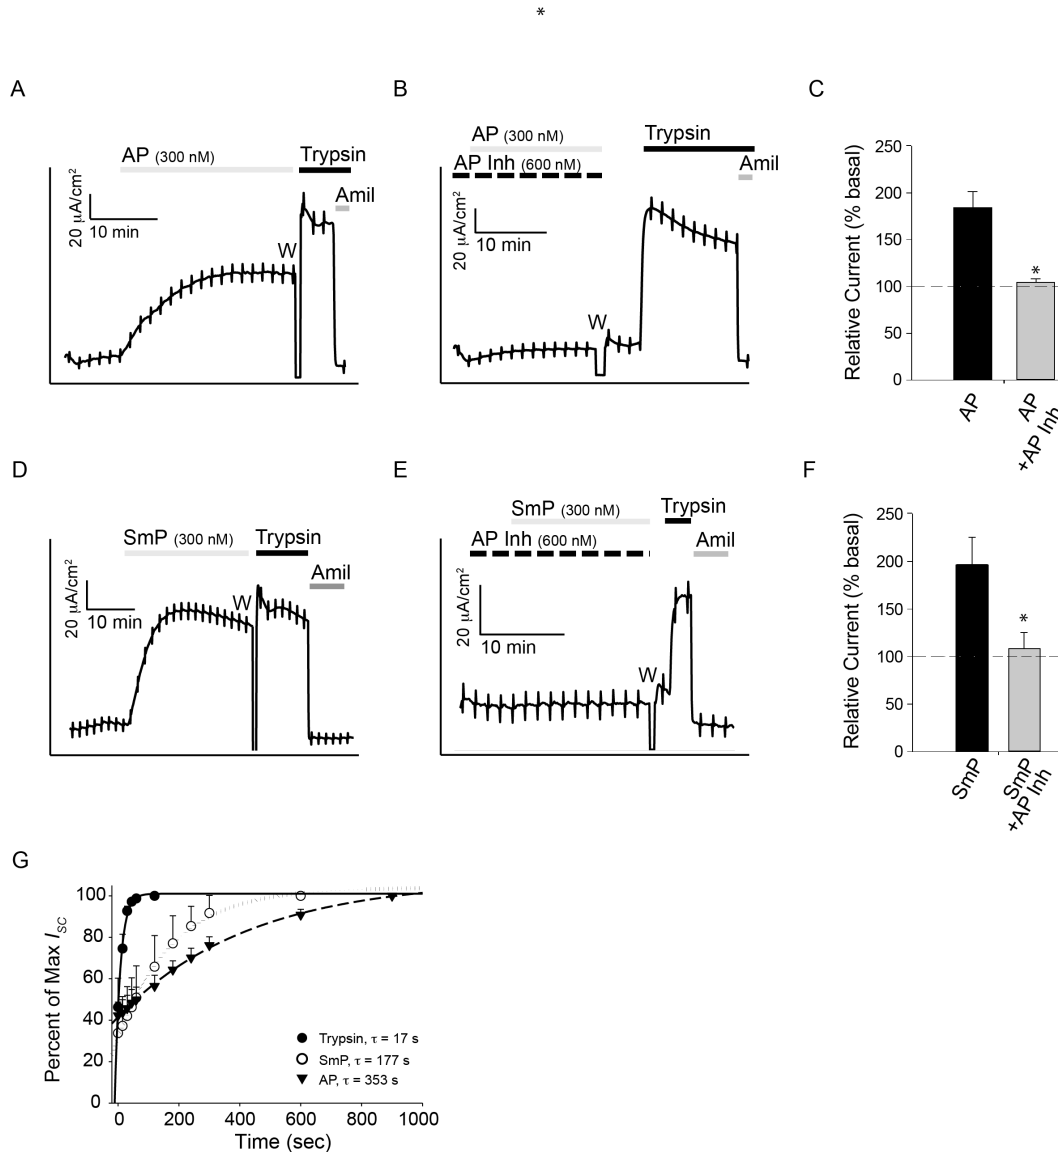 *
A
AP (300 nM)
Trypsin
Amil
20 µA/cm²
10 min
W
B
AP (300 nM)
AP Inh (600 nM)
Trypsin
Amil
20 µA/cm²
10 min
W
C
Relative Current (% basal)
250
200
150
100
50
0
*
AP
AP
+AP Inh
D
SmP (300 nM)
Trypsin
Amil
20 µA/cm²
10 min
W
E
SmP (300 nM)
AP Inh (600 nM)
Trypsin
Amil
20 µA/cm²
10 min
W
F
Relative Current (% basal)
250
200
150
100
50
0
*
SmP
SmP
+AP Inh
G
Percent of Max ISC
100
80
60
40
20
0
Trypsin, τ = 17 s
SmP, τ = 177 s
AP, τ = 353 s
0 200 400 600 800 1000
Time (sec)